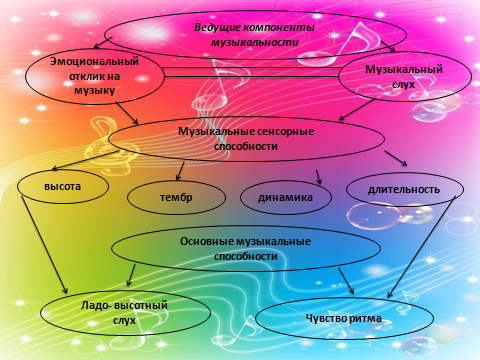 Ведущие компоненты
музыкальности
Эмоциональный
отклик на
музыку
Музыкальный
слух
Музыкальные сенсорные
способности
высота
тембр
динамика
длительность
Основные музыкальные
способности
Ладо- высотный
слух
Чувство ритма